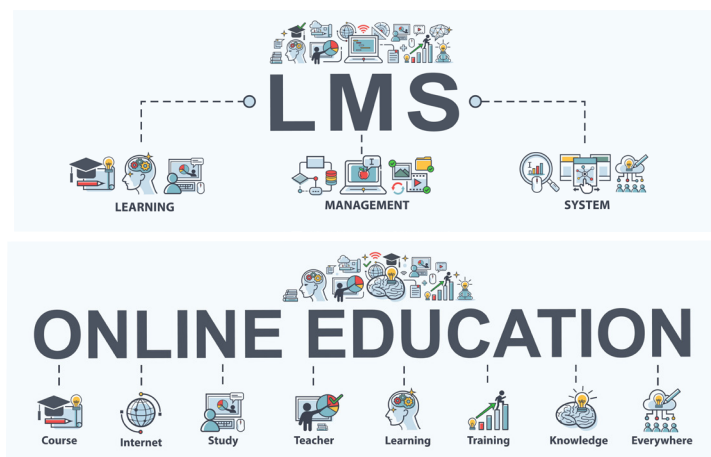 LMS
LEARNING MANAGEMENT SYSTEM
ONLINE EDUCATION
Course Internet Study Teacher Learning Training Knowledge Everywhere